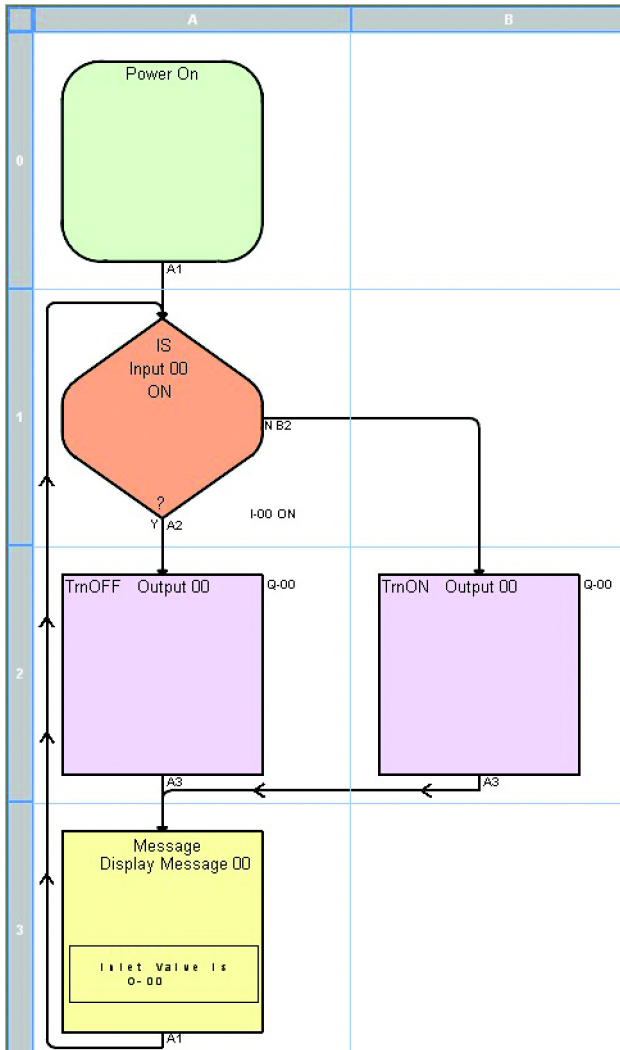 A B
0
Power On
A1
1
IS
Input 00
ON
?
N B2
Y A2
I-00 ON
2
TrnOFF Output 00
Q-00
TrnON Output 00
Q-00
A3
A3
3
Message
Display Message 00
Inlet Value Is
O-00
A1